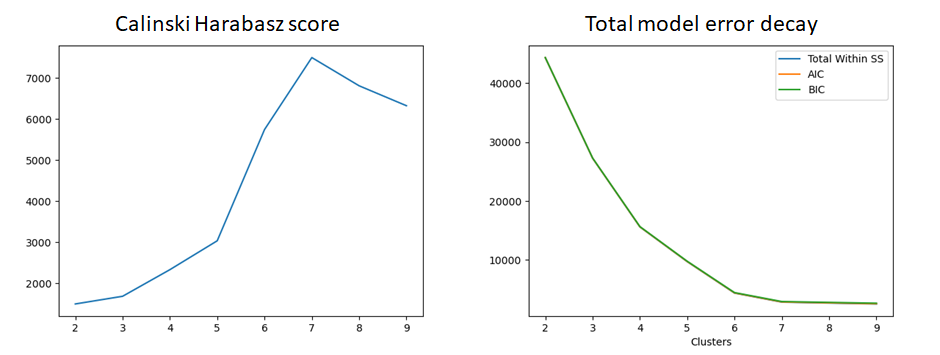 Calinski Harabasz score
7000
6000
5000
4000
3000
2000
2 3 4 5 6 7 8 9
Total model error decay
Total Within SS
AIC
BIC
40000
30000
20000
10000
2 3 4 5 6 7 8 9
Clusters